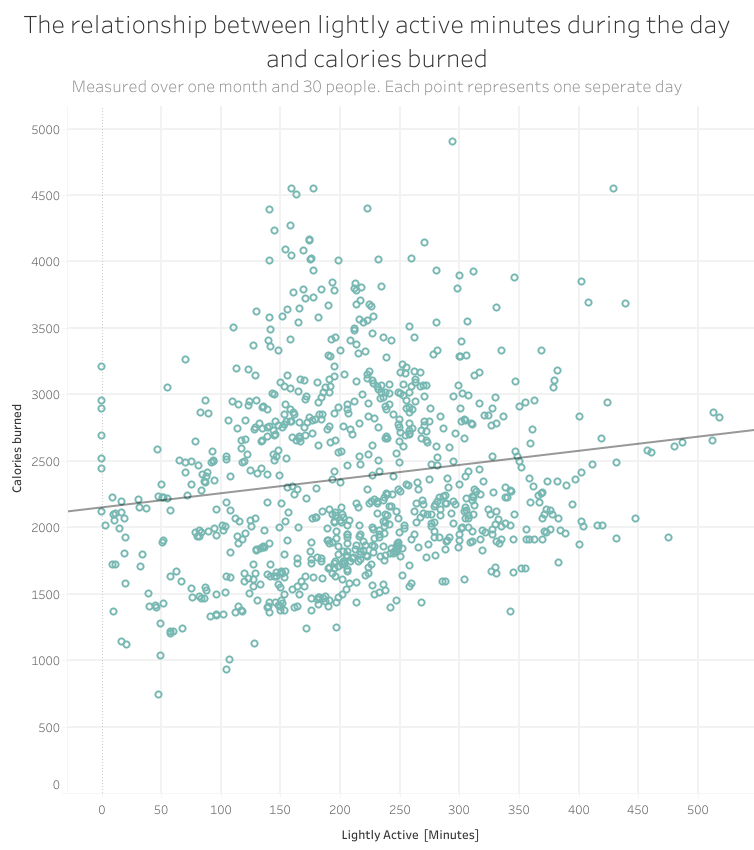 The relationship between lightly active minutes during the day
and calories burned
Measured over one month and 30 people. Each point represents one seperate day
5000
4500
4000
3500
3000
2500
2000
1500
1000
500
0
Calories burned
0 50 100 150 200 250 300 350 400 450 500
Lightly Active [Minutes]